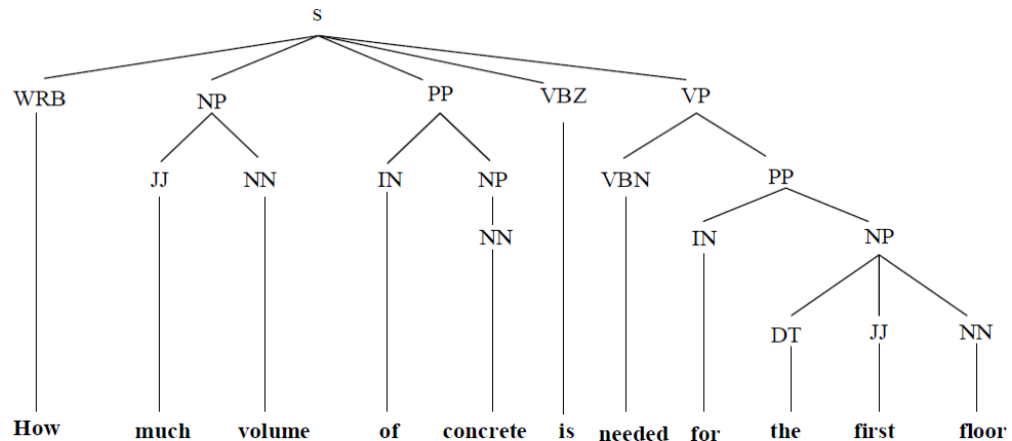 S
WRB NP PP VBZ VP
JJ NN IN NP VBN PP
NN IN NP
DT JJ NN
How much volume of concrete is needed for the first floor